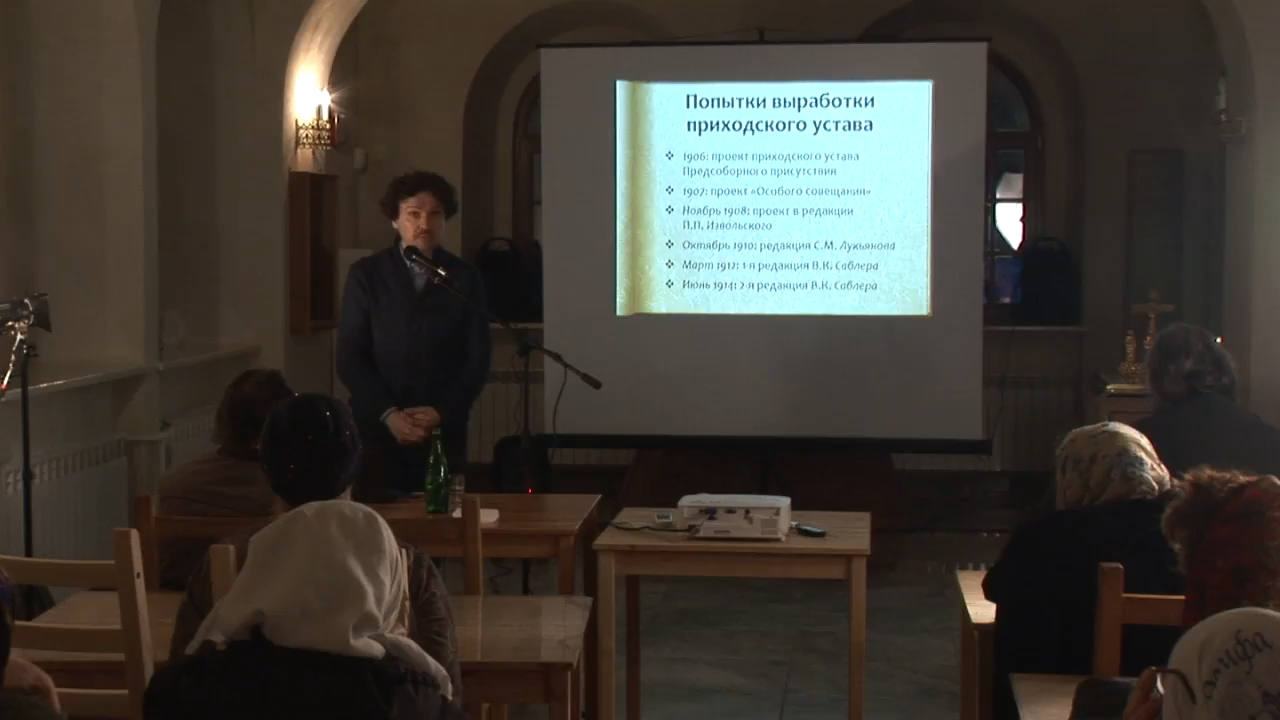 Попытки выработки
приходского устава
❖ 1906: проект приходского устава
Предсоборного присутствия
❖ 1907: проект «Особого совещания»
❖ Ноябрь 1908: проект в редакции
П.П. Извольского
❖ Октябрь 1910: редакция С.М. Лукьянова
❖ Март 1912: 1-я редакция В.К. Саблера
❖ Июнь 1914: 2-я редакция В.К. Саблера